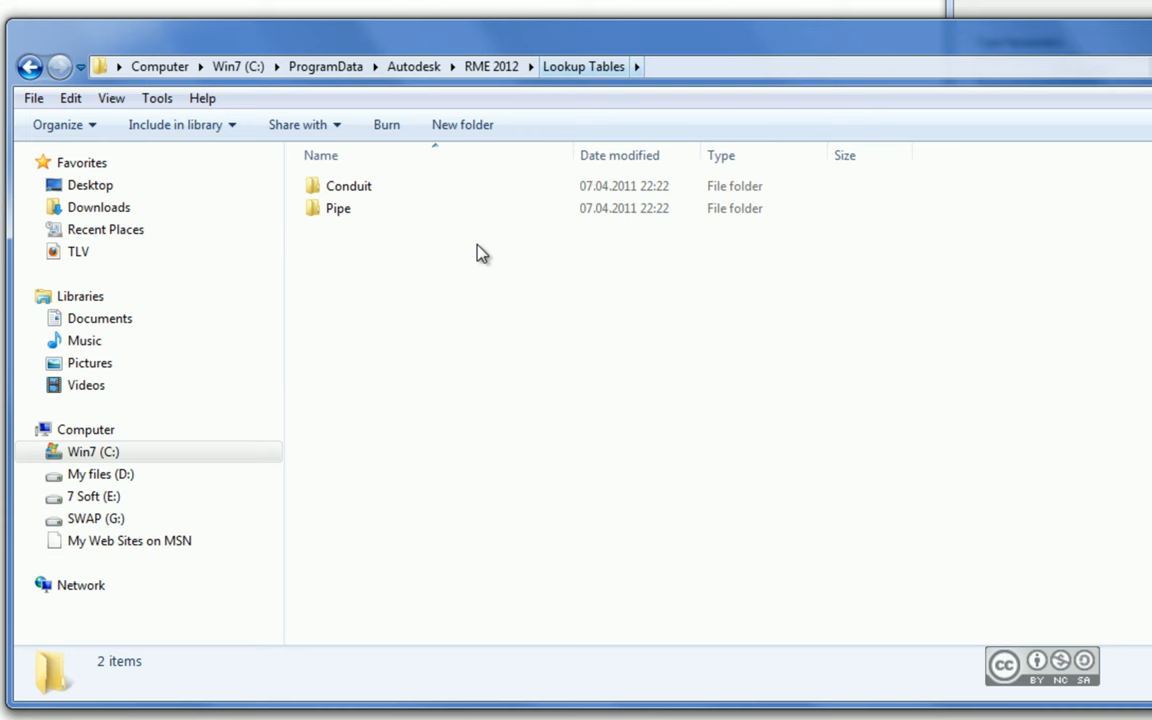 Computer Win7 (C:) ProgramData Autodesk RME 2012 Lookup Tables
File Edit View Tools Help
Organize Include in library Share with Burn New folder
Name Date modified Type Size
Conduit 07.04.2011 22:22 File folder
Pipe 07.04.2011 22:22 File folder
Favorites
Desktop
Downloads
Recent Places
TLV
Libraries
Documents
Music
Pictures
Videos
Computer
Win7 (C:)
My files (D:)
7 Soft (E:)
SWAP (G:)
My Web Sites on MSN
Network
2 items
cc
BY NC SA